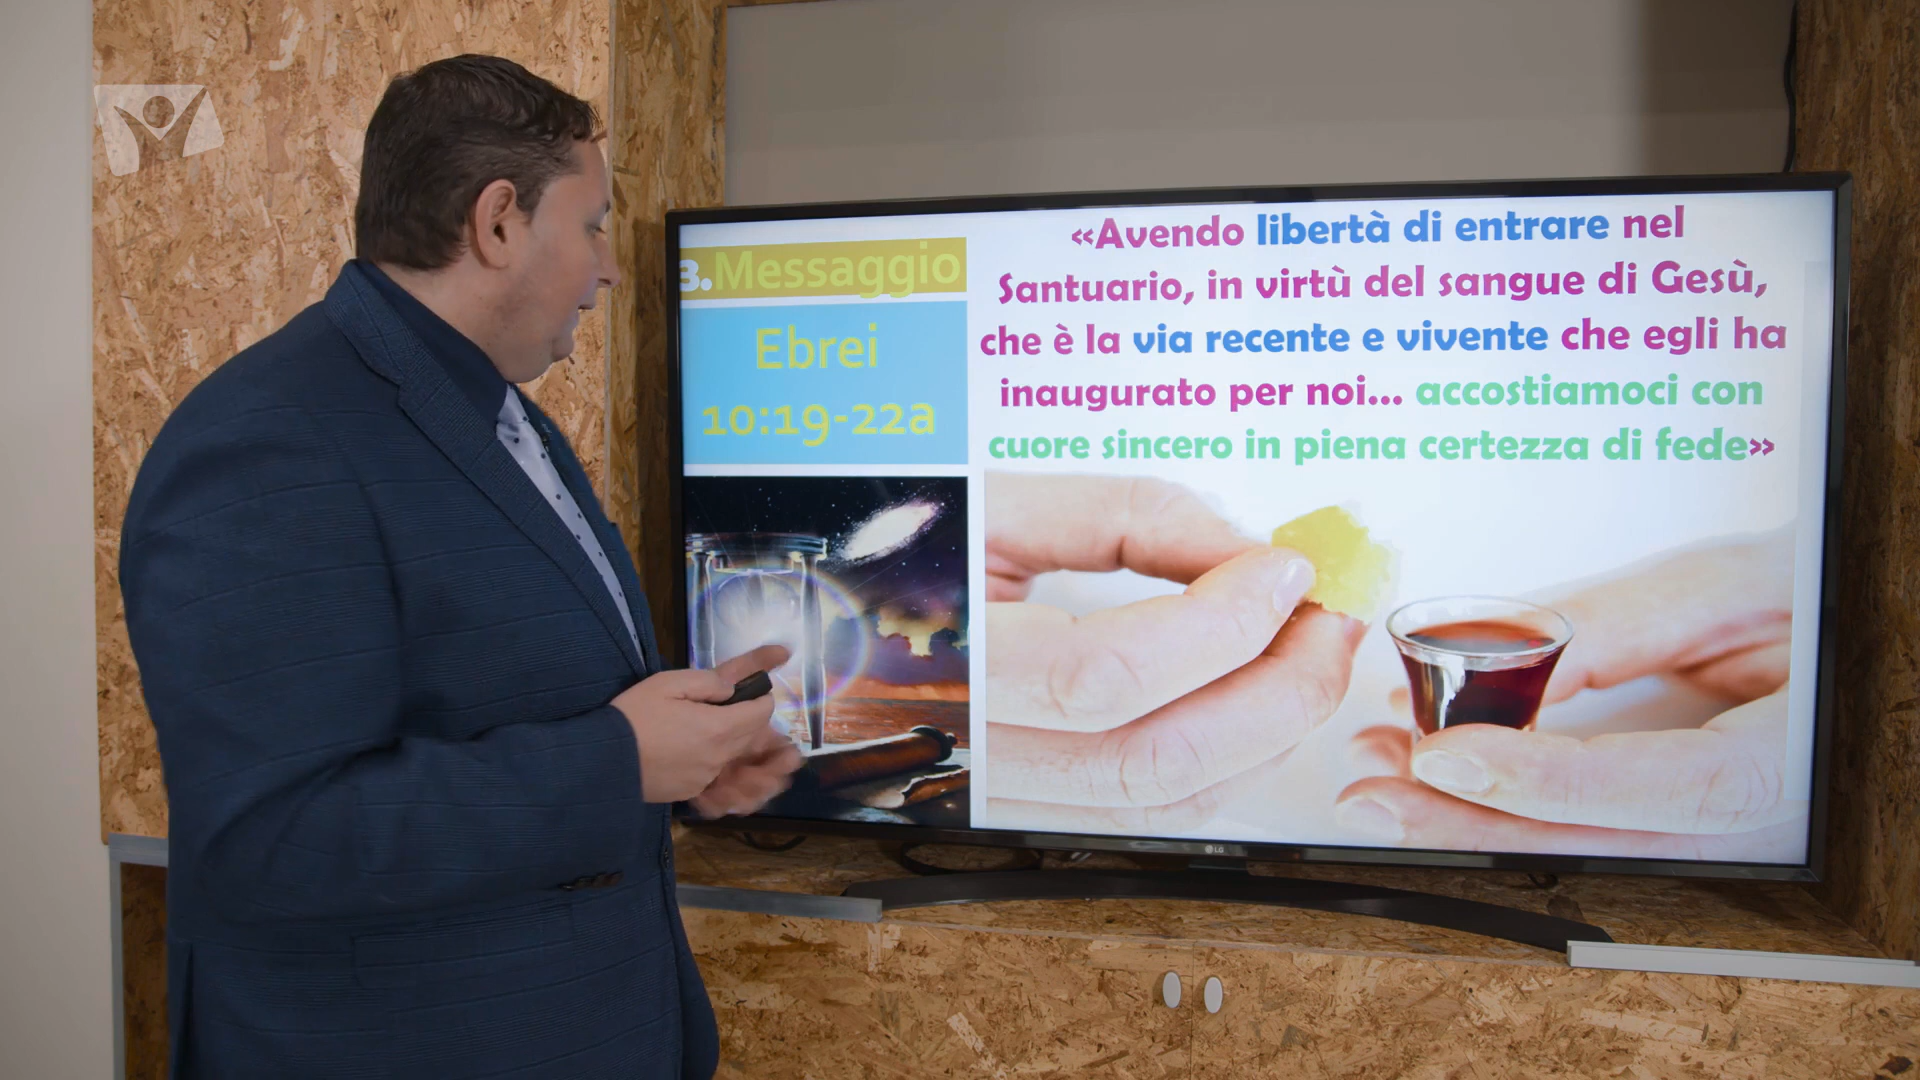 3.Messaggio
Ebrei
10:19-22a
«Avendo libertà di entrare nel
Santuario, in virtù del sangue di Gesù,
che è la via recente e vivente che egli ha
inaugurato per noi... accostiamoci con
cuore sincero in piena certezza di fede»
LG